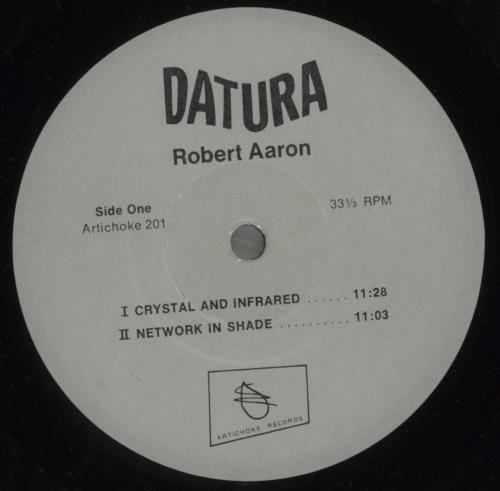 DATURA
Robert Aaron
Side One
Artichoke 201
33⅓ RPM
I CRYSTAL AND INFRARED ...... 11:28
II NETWORK IN SHADE .......... 11:03
ARTICHOKE RECORDS